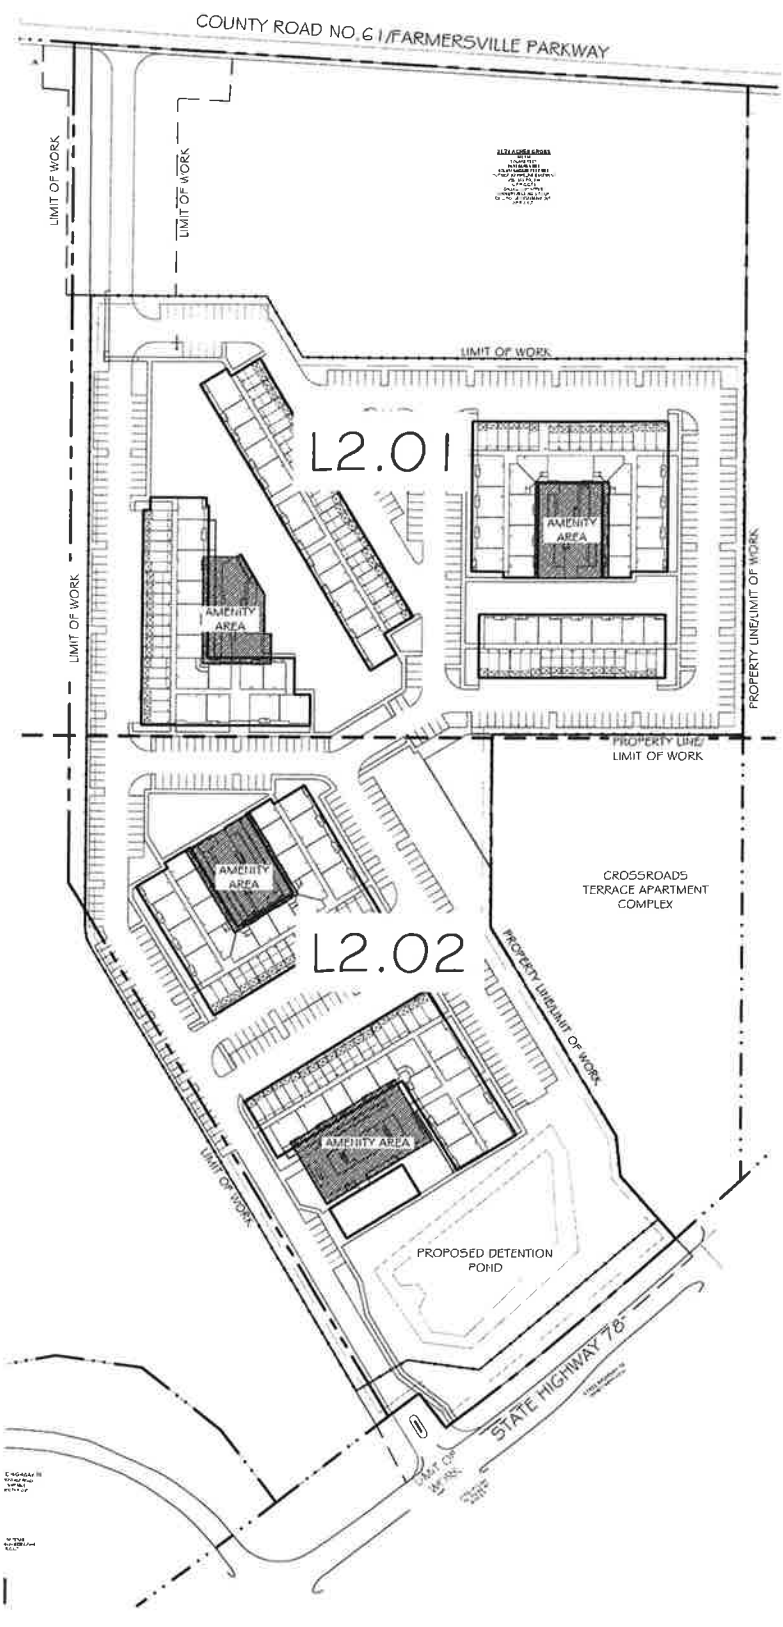 COUNTY ROAD NO.61/FARMERSVILLE PARKWAY
LIMIT OF WORK
LIMIT OF WORK
LIMIT OF WORK
L2.01
AMENITY
AREA
AMENITY
AREA
LIMIT OF WORK
PROPERTY LINE/LIMIT OF WORK
PROPERTY LINE/
LIMIT OF WORK
AMENITY
AREA
CROSSROADS
TERRACE APARTMENT
COMPLEX
L2.02
PROPERTY LINE/LIMIT OF WORK
AMENITY AREA
LIMIT OF WORK
PROPOSED DETENTION
POND
STATE HIGHWAY 78
LIMIT OF
WORK